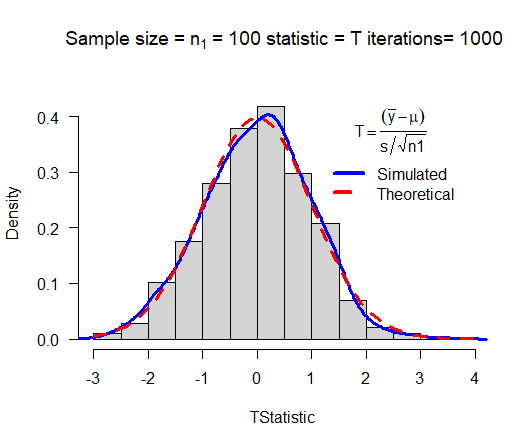 Sample size = n₁ = 100 statistic = T iterations= 1000
T = (ȳ − μ)
s/√n1
Simulated
Theoretical
Density
0.4
0.3
0.2
0.1
0.0
-3 -2 -1 0 1 2 3 4
TStatistic